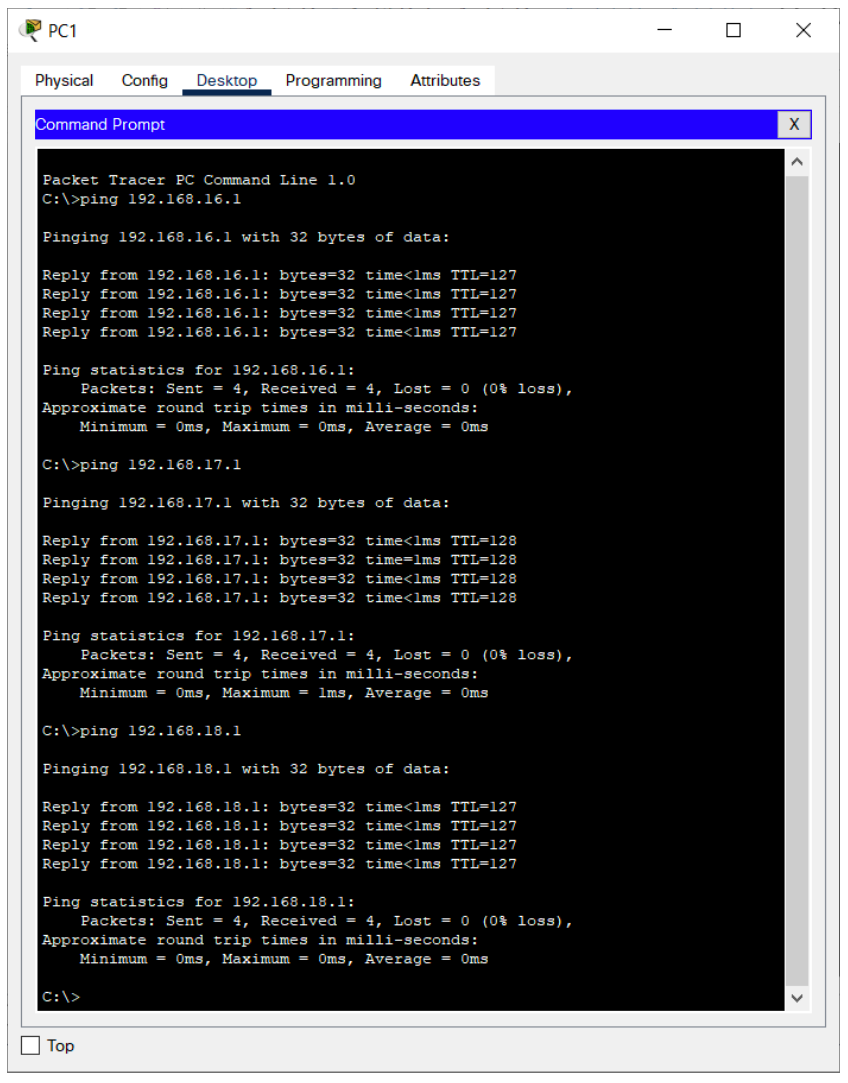 PC1
Physical Config Desktop Programming Attributes
Command Prompt
X
Packet Tracer PC Command Line 1.0
C:\>ping 192.168.16.1
Pinging 192.168.16.1 with 32 bytes of data:
Reply from 192.168.16.1: bytes=32 time<1ms TTL=127
Reply from 192.168.16.1: bytes=32 time<1ms TTL=127
Reply from 192.168.16.1: bytes=32 time<1ms TTL=127
Reply from 192.168.16.1: bytes=32 time<1ms TTL=127
Ping statistics for 192.168.16.1:
Packets: Sent = 4, Received = 4, Lost = 0 (0% loss),
Approximate round trip times in milli-seconds:
Minimum = 0ms, Maximum = 0ms, Average = 0ms
C:\>ping 192.168.17.1
Pinging 192.168.17.1 with 32 bytes of data:
Reply from 192.168.17.1: bytes=32 time<1ms TTL=128
Reply from 192.168.17.1: bytes=32 time=1ms TTL=128
Reply from 192.168.17.1: bytes=32 time<1ms TTL=128
Reply from 192.168.17.1: bytes=32 time<1ms TTL=128
Ping statistics for 192.168.17.1:
Packets: Sent = 4, Received = 4, Lost = 0 (0% loss),
Approximate round trip times in milli-seconds:
Minimum = 0ms, Maximum = 1ms, Average = 0ms
C:\>ping 192.168.18.1
Pinging 192.168.18.1 with 32 bytes of data:
Reply from 192.168.18.1: bytes=32 time<1ms TTL=127
Reply from 192.168.18.1: bytes=32 time<1ms TTL=127
Reply from 192.168.18.1: bytes=32 time<1ms TTL=127
Reply from 192.168.18.1: bytes=32 time<1ms TTL=127
Ping statistics for 192.168.18.1:
Packets: Sent = 4, Received = 4, Lost = 0 (0% loss),
Approximate round trip times in milli-seconds:
Minimum = 0ms, Maximum = 0ms, Average = 0ms
C:\>
Top